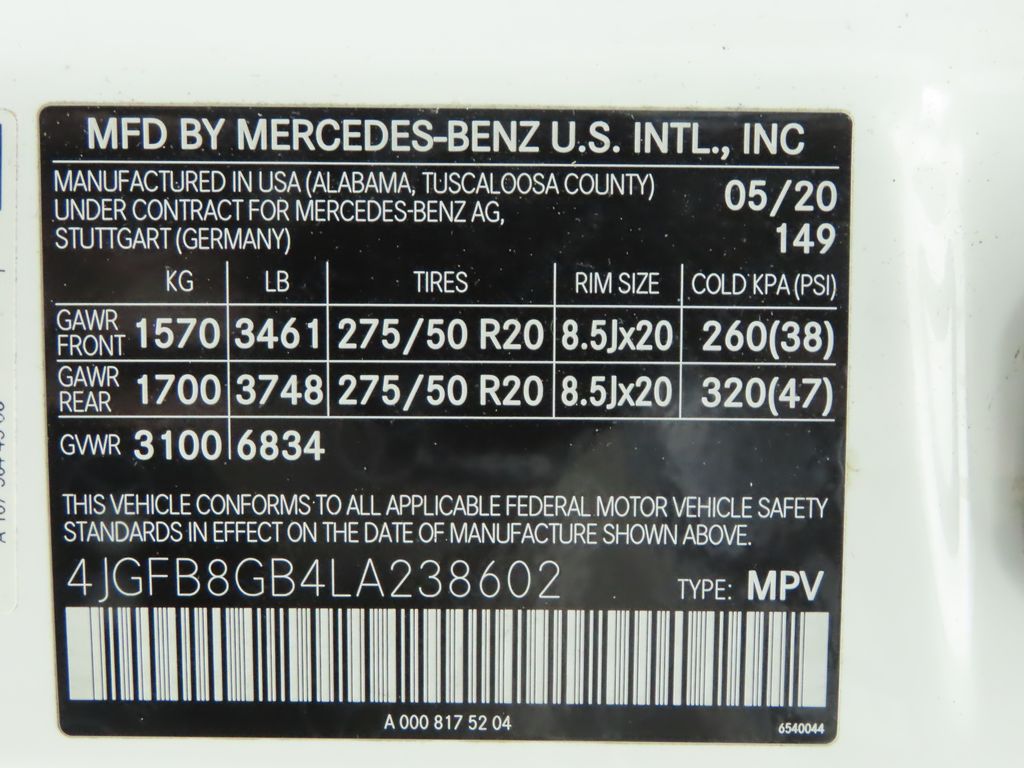 MFD BY MERCEDES-BENZ U.S. INTL., INC
MANUFACTURED IN USA (ALABAMA, TUSCALOOSA COUNTY) 05/20
UNDER CONTRACT FOR MERCEDES-BENZ AG,
STUTTGART (GERMANY) 149
KG LB TIRES RIM SIZE COLD KPA (PSI)
GAWR FRONT 1570 3461 275/50 R20 8.5Jx20 260(38)
GAWR REAR 1700 3748 275/50 R20 8.5Jx20 320(47)
GVWR 3100 6834
THIS VEHICLE CONFORMS TO ALL APPLICABLE FEDERAL MOTOR VEHICLE SAFETY
STANDARDS IN EFFECT ON THE DATE OF MANUFACTURE SHOWN ABOVE.
4JGFB8GB4LA238602 TYPE: MPV
A 000 817 52 04 6540044